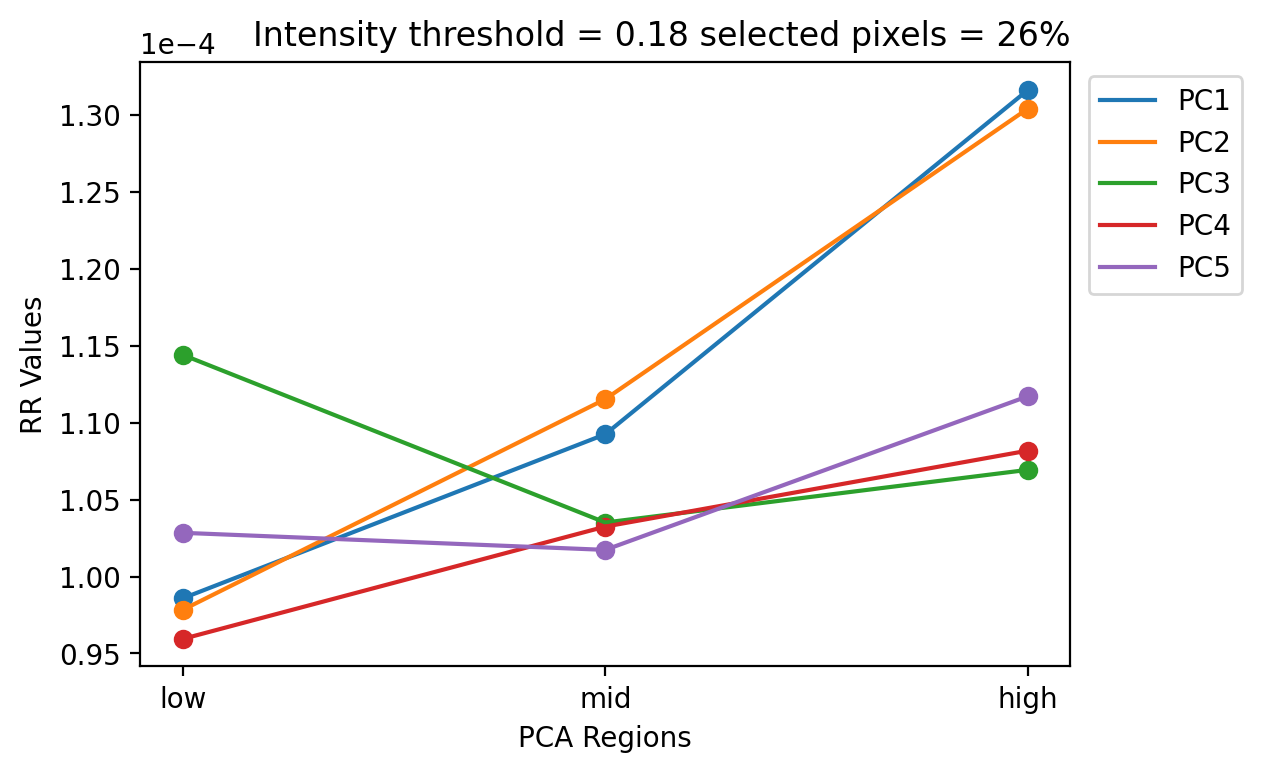 Intensity threshold = 0.18 selected pixels = 26%
1e−4
1.30
1.25
1.20
1.15
1.10
1.05
1.00
0.95
RR Values
low
mid
high
PCA Regions
PC1
PC2
PC3
PC4
PC5